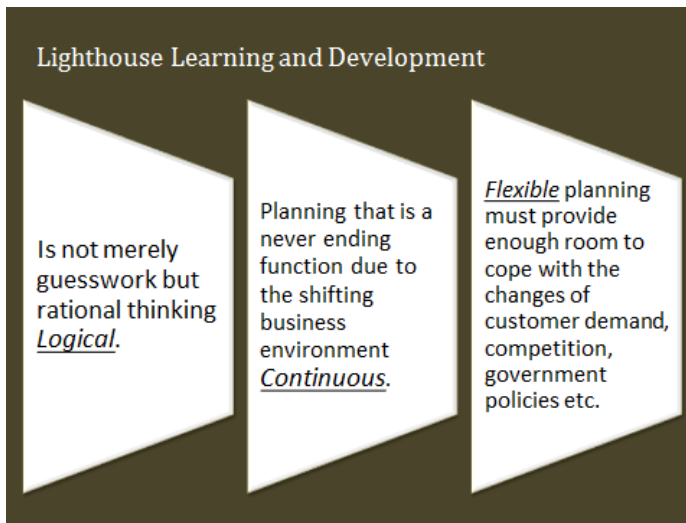 Lighthouse Learning and Development
Is not merely
guesswork but
rational thinking
Logical.
Planning that is a
never ending
function due to
the shifting
business
environment
Continuous.
Flexible planning
must provide
enough room to
cope with the
changes of
customer demand,
competition,
government
policies etc.